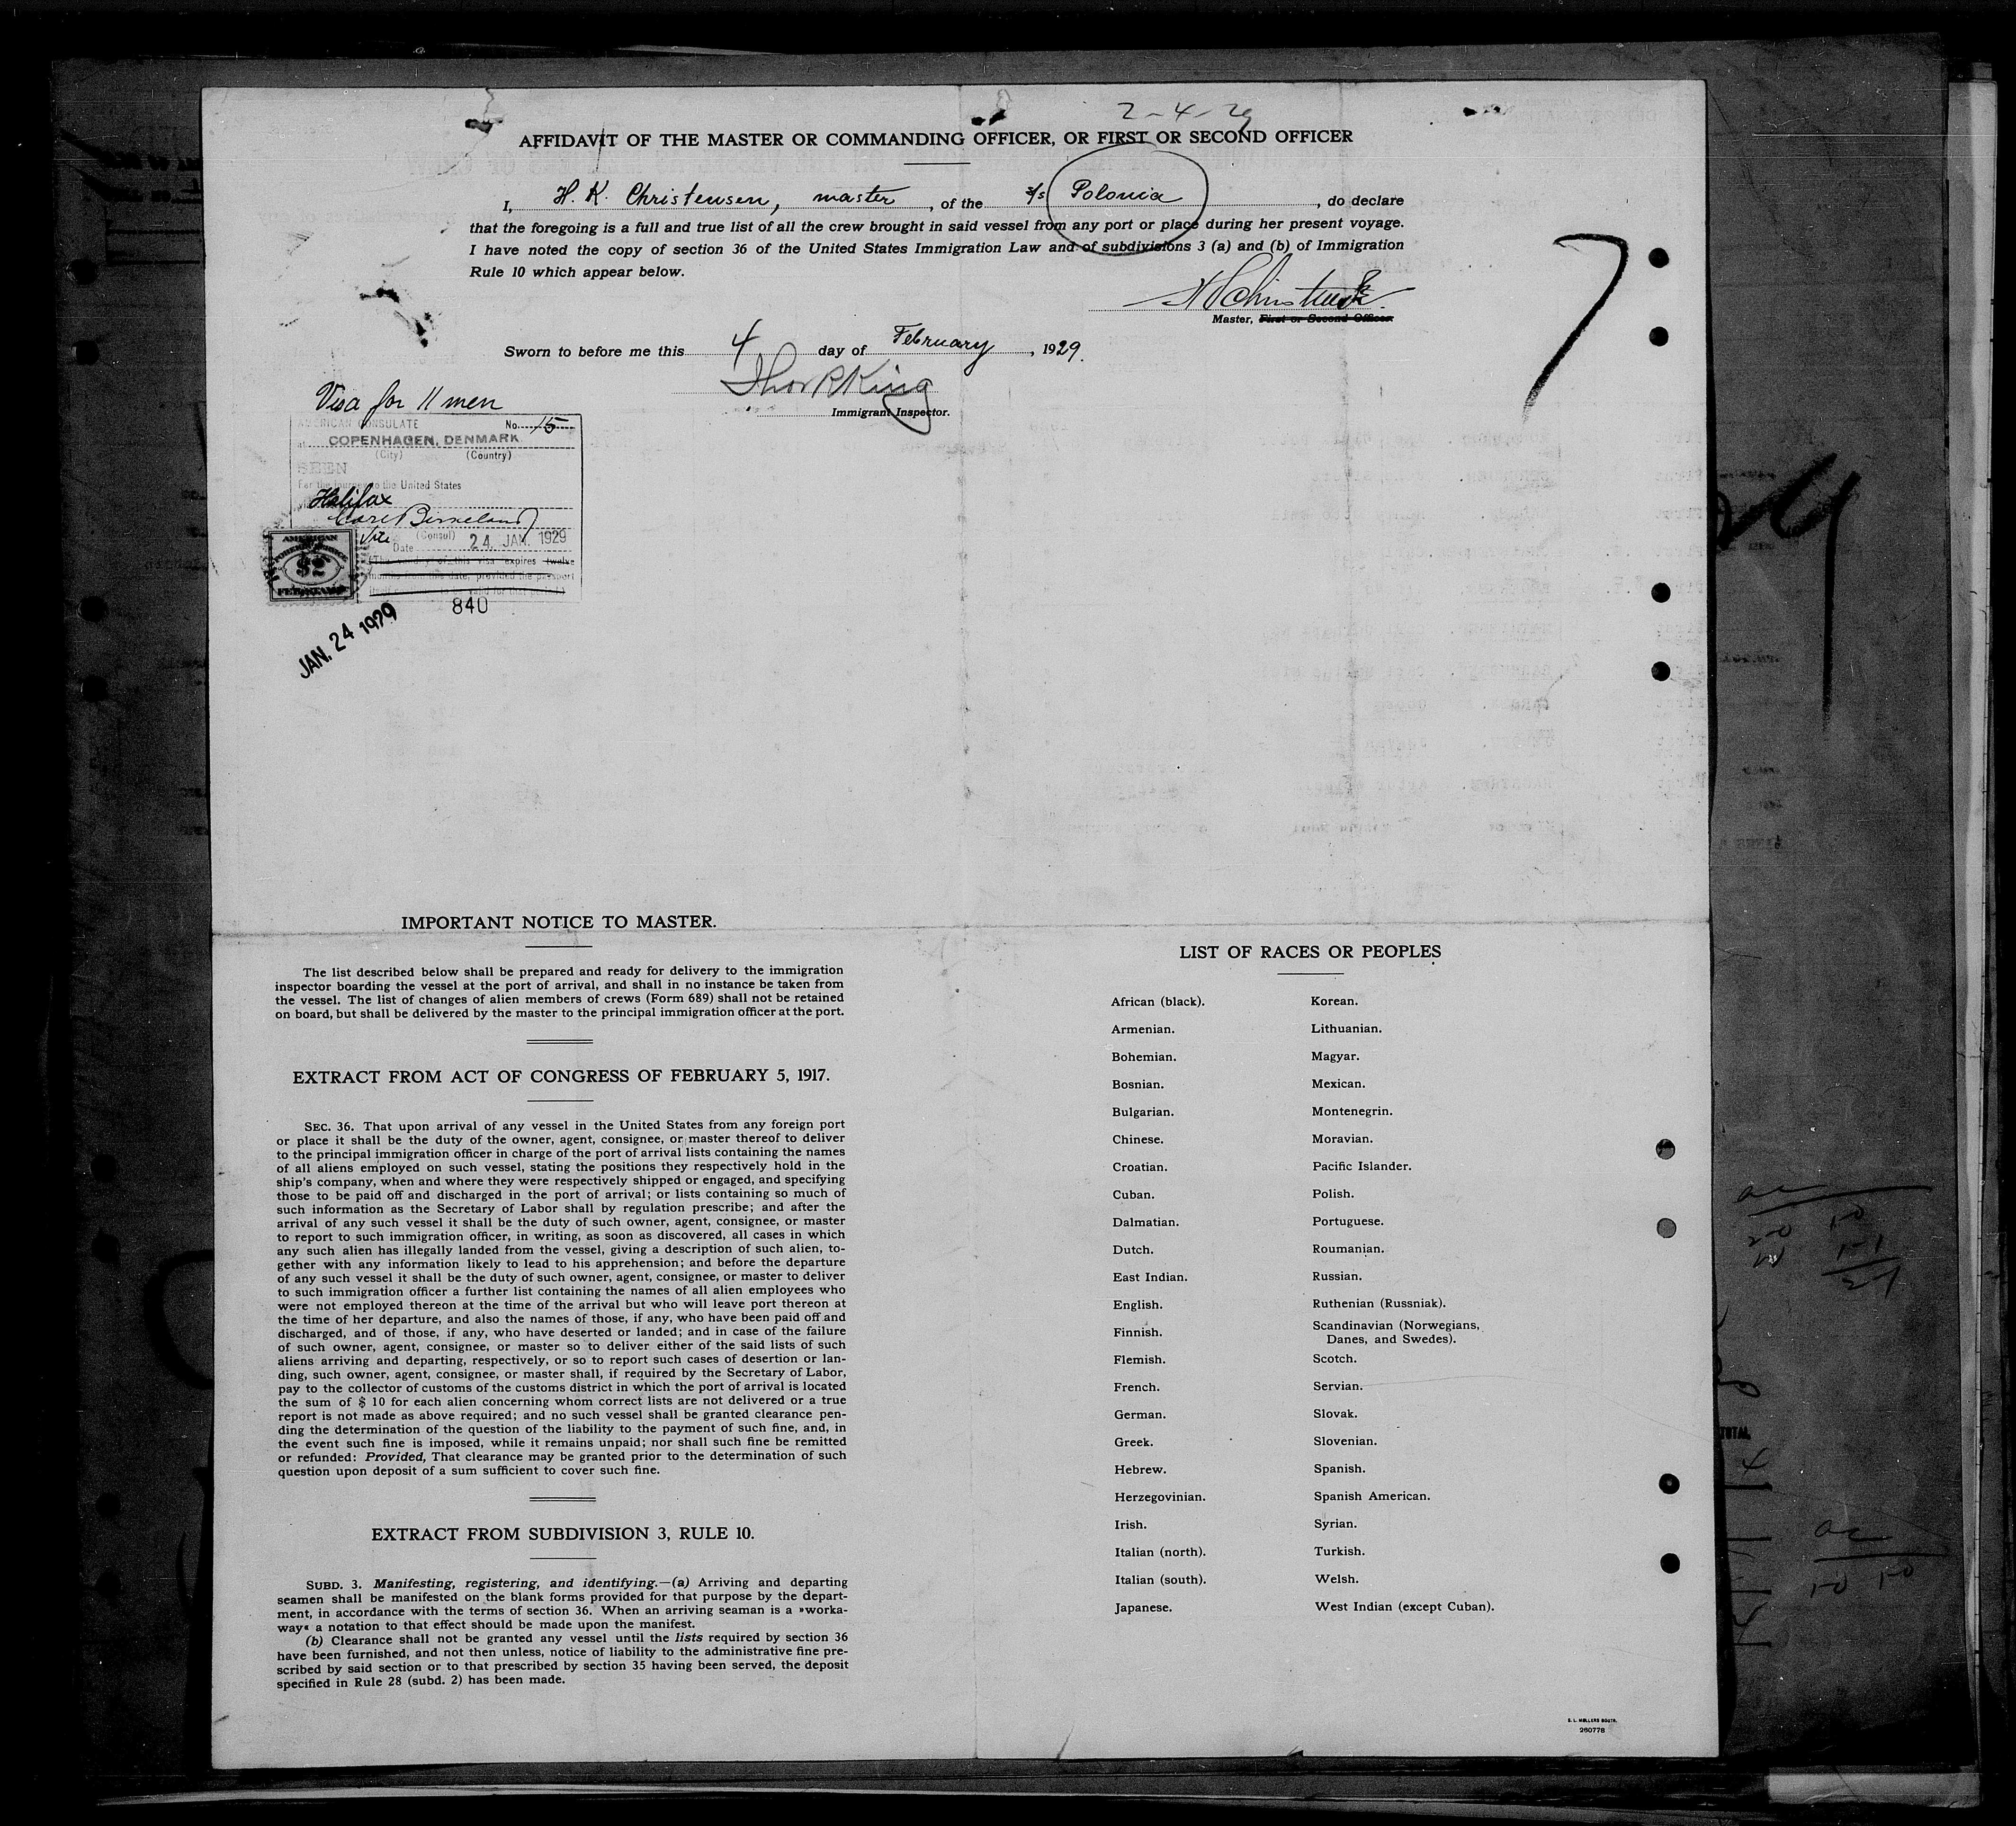 2-4-29
AFFIDAVIT OF THE MASTER OR COMMANDING OFFICER, OR FIRST OR SECOND OFFICER
I, H. K. Christensen, master, of the s/s Polonia, do declare
that the foregoing is a full and true list of all the crew brought in said vessel from any port or place during her present voyage.
I have noted the copy of section 36 of the United States Immigration Law and of subdivisions 3 (a) and (b) of Immigration
Rule 10 which appear below.
Master, First or Second Officer.
Sworn to before me this 4 day of February, 1929.
Immigrant Inspector.
7
Visa for 11 men
AMERICAN CONSULATE No. 15
at COPENHAGEN, DENMARK
(City) (Country)
SEEN
For the journey to the United States
Halifax
(Consul)
Date 24. JAN. 1929
AMERICAN
$2
840
JAN. 24 1929
IMPORTANT NOTICE TO MASTER.
The list described below shall be prepared and ready for delivery to the immigration
inspector boarding the vessel at the port of arrival, and shall in no instance be taken from
the vessel. The list of changes of alien members of crews (Form 689) shall not be retained
on board, but shall be delivered by the master to the principal immigration officer at the port.
EXTRACT FROM ACT OF CONGRESS OF FEBRUARY 5, 1917.
SEC. 36. That upon arrival of any vessel in the United States from any foreign port
or place it shall be the duty of the owner, agent, consignee, or master thereof to deliver
to the principal immigration officer in charge of the port of arrival lists containing the names
of all aliens employed on such vessel, stating the positions they respectively hold in the
ship's company, when and where they were respectively shipped or engaged, and specifying
those to be paid off and discharged in the port of arrival; or lists containing so much of
such information as the Secretary of Labor shall by regulation prescribe; and after the
arrival of any such vessel it shall be the duty of such owner, agent, consignee, or master
to report to such immigration officer, in writing, as soon as discovered, all cases in which
any such alien has illegally landed from the vessel, giving a description of such alien, to-
gether with any information likely to lead to his apprehension; and before the departure
of any such vessel it shall be the duty of such owner, agent, consignee, or master to deliver
to such immigration officer a further list containing the names of all alien employees who
were not employed thereon at the time of the arrival but who will leave port thereon at
the time of her departure, and also the names of those, if any, who have been paid off and
discharged, and of those, if any, who have deserted or landed; and in case of the failure
of such owner, agent, consignee, or master so to deliver either of the said lists of such
aliens arriving and departing, respectively, or so to report such cases of desertion or lan-
ding, such owner, agent, consignee, or master shall, if required by the Secretary of Labor,
pay to the collector of customs of the customs district in which the port of arrival is located
the sum of $ 10 for each alien concerning whom correct lists are not delivered or a true
report is not made as above required; and no such vessel shall be granted clearance pen-
ding the determination of the question of the liability to the payment of such fine, and, in
the event such fine is imposed, while it remains unpaid; nor shall such fine be remitted
or refunded: Provided, That clearance may be granted prior to the determination of such
question upon deposit of a sum sufficient to cover such fine.
EXTRACT FROM SUBDIVISION 3, RULE 10.
SUBD. 3. Manifesting, registering, and identifying.—(a) Arriving and departing
seamen shall be manifested on the blank forms provided for that purpose by the depart-
ment, in accordance with the terms of section 36. When an arriving seaman is a »worka-
way« a notation to that effect should be made upon the manifest.
(b) Clearance shall not be granted any vessel until the lists required by section 36
have been furnished, and not then unless, notice of liability to the administrative fine pre-
scribed by said section or to that prescribed by section 35 having been served, the deposit
specified in Rule 28 (subd. 2) has been made.
LIST OF RACES OR PEOPLES
African (black). Korean.
Armenian. Lithuanian.
Bohemian. Magyar.
Bosnian. Mexican.
Bulgarian. Montenegrin.
Chinese. Moravian.
Croatian. Pacific Islander.
Cuban. Polish.
Dalmatian. Portuguese.
Dutch. Roumanian.
East Indian. Russian.
English. Ruthenian (Russniak).
Finnish. Scandinavian (Norwegians,
Danes, and Swedes).
Flemish. Scotch.
French. Servian.
German. Slovak.
Greek. Slovenian.
Hebrew. Spanish.
Herzegovinian. Spanish American.
Irish. Syrian.
Italian (north). Turkish.
Italian (south). Welsh.
Japanese. West Indian (except Cuban).
260778
TOTAL